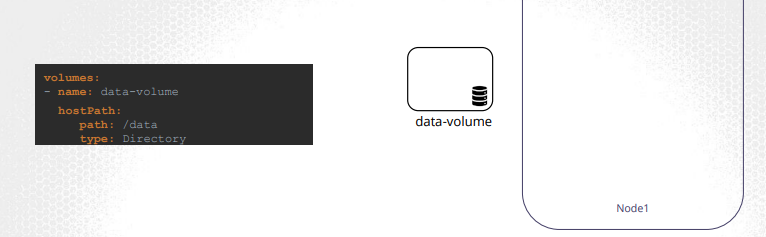 volumes:
- name: data-volume
hostPath:
path: /data
type: Directory
data-volume
Node1